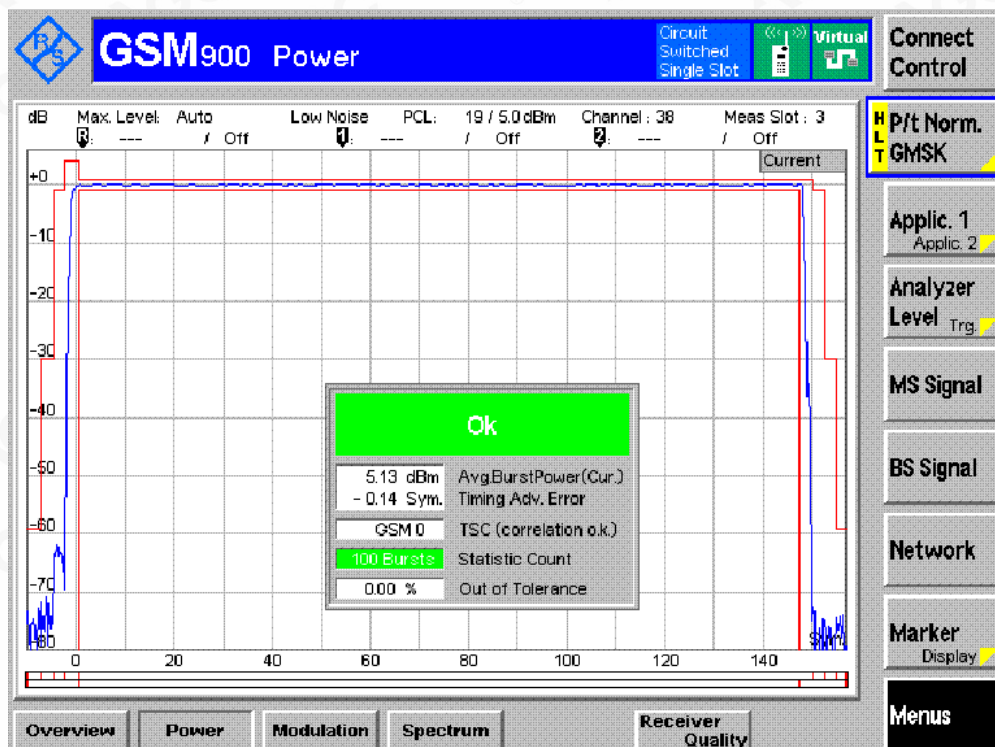 R/S
GSM900 Power
Circuit
Switched
Single Slot
Virtual
Connect
Control
dB Max. Level: Auto Low Noise PCL: 19 / 5.0 dBm Channel : 38 Meas Slot : 3
R: --- / Off 1: --- / Off 2: --- / Off
Current
HLT
P/t Norm.
GMSK
Applic. 1
Applic. 2
Analyzer
Level Trg.
MS Signal
BS Signal
Network
Marker
Display
Menus
+0
-10
-20
-30
-40
-50
-60
-70
-80
Ok
5.13 dBm Avg.BurstPower(Cur.)
- 0.14 Sym. Timing Adv. Error
GSM 0 TSC (correlation o.k.)
100 Bursts Statistic Count
0.00 % Out of Tolerance
0 20 40 60 80 100 120 140
Overview Power Modulation Spectrum Receiver
Quality